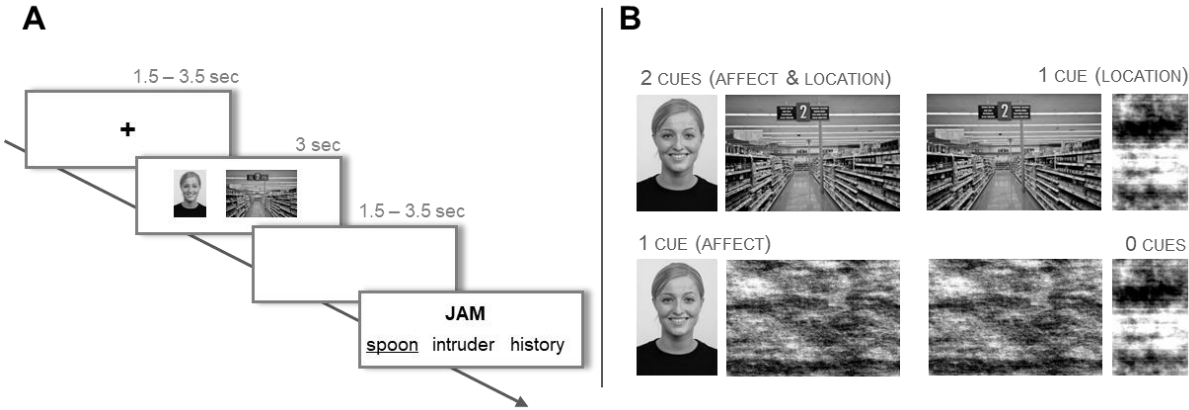 A
1.5 – 3.5 sec
+
3 sec
1.5 – 3.5 sec
JAM
spoon intruder history
B
2 CUES (AFFECT & LOCATION)
2
1 CUE (LOCATION)
2
1 CUE (AFFECT)
0 CUES